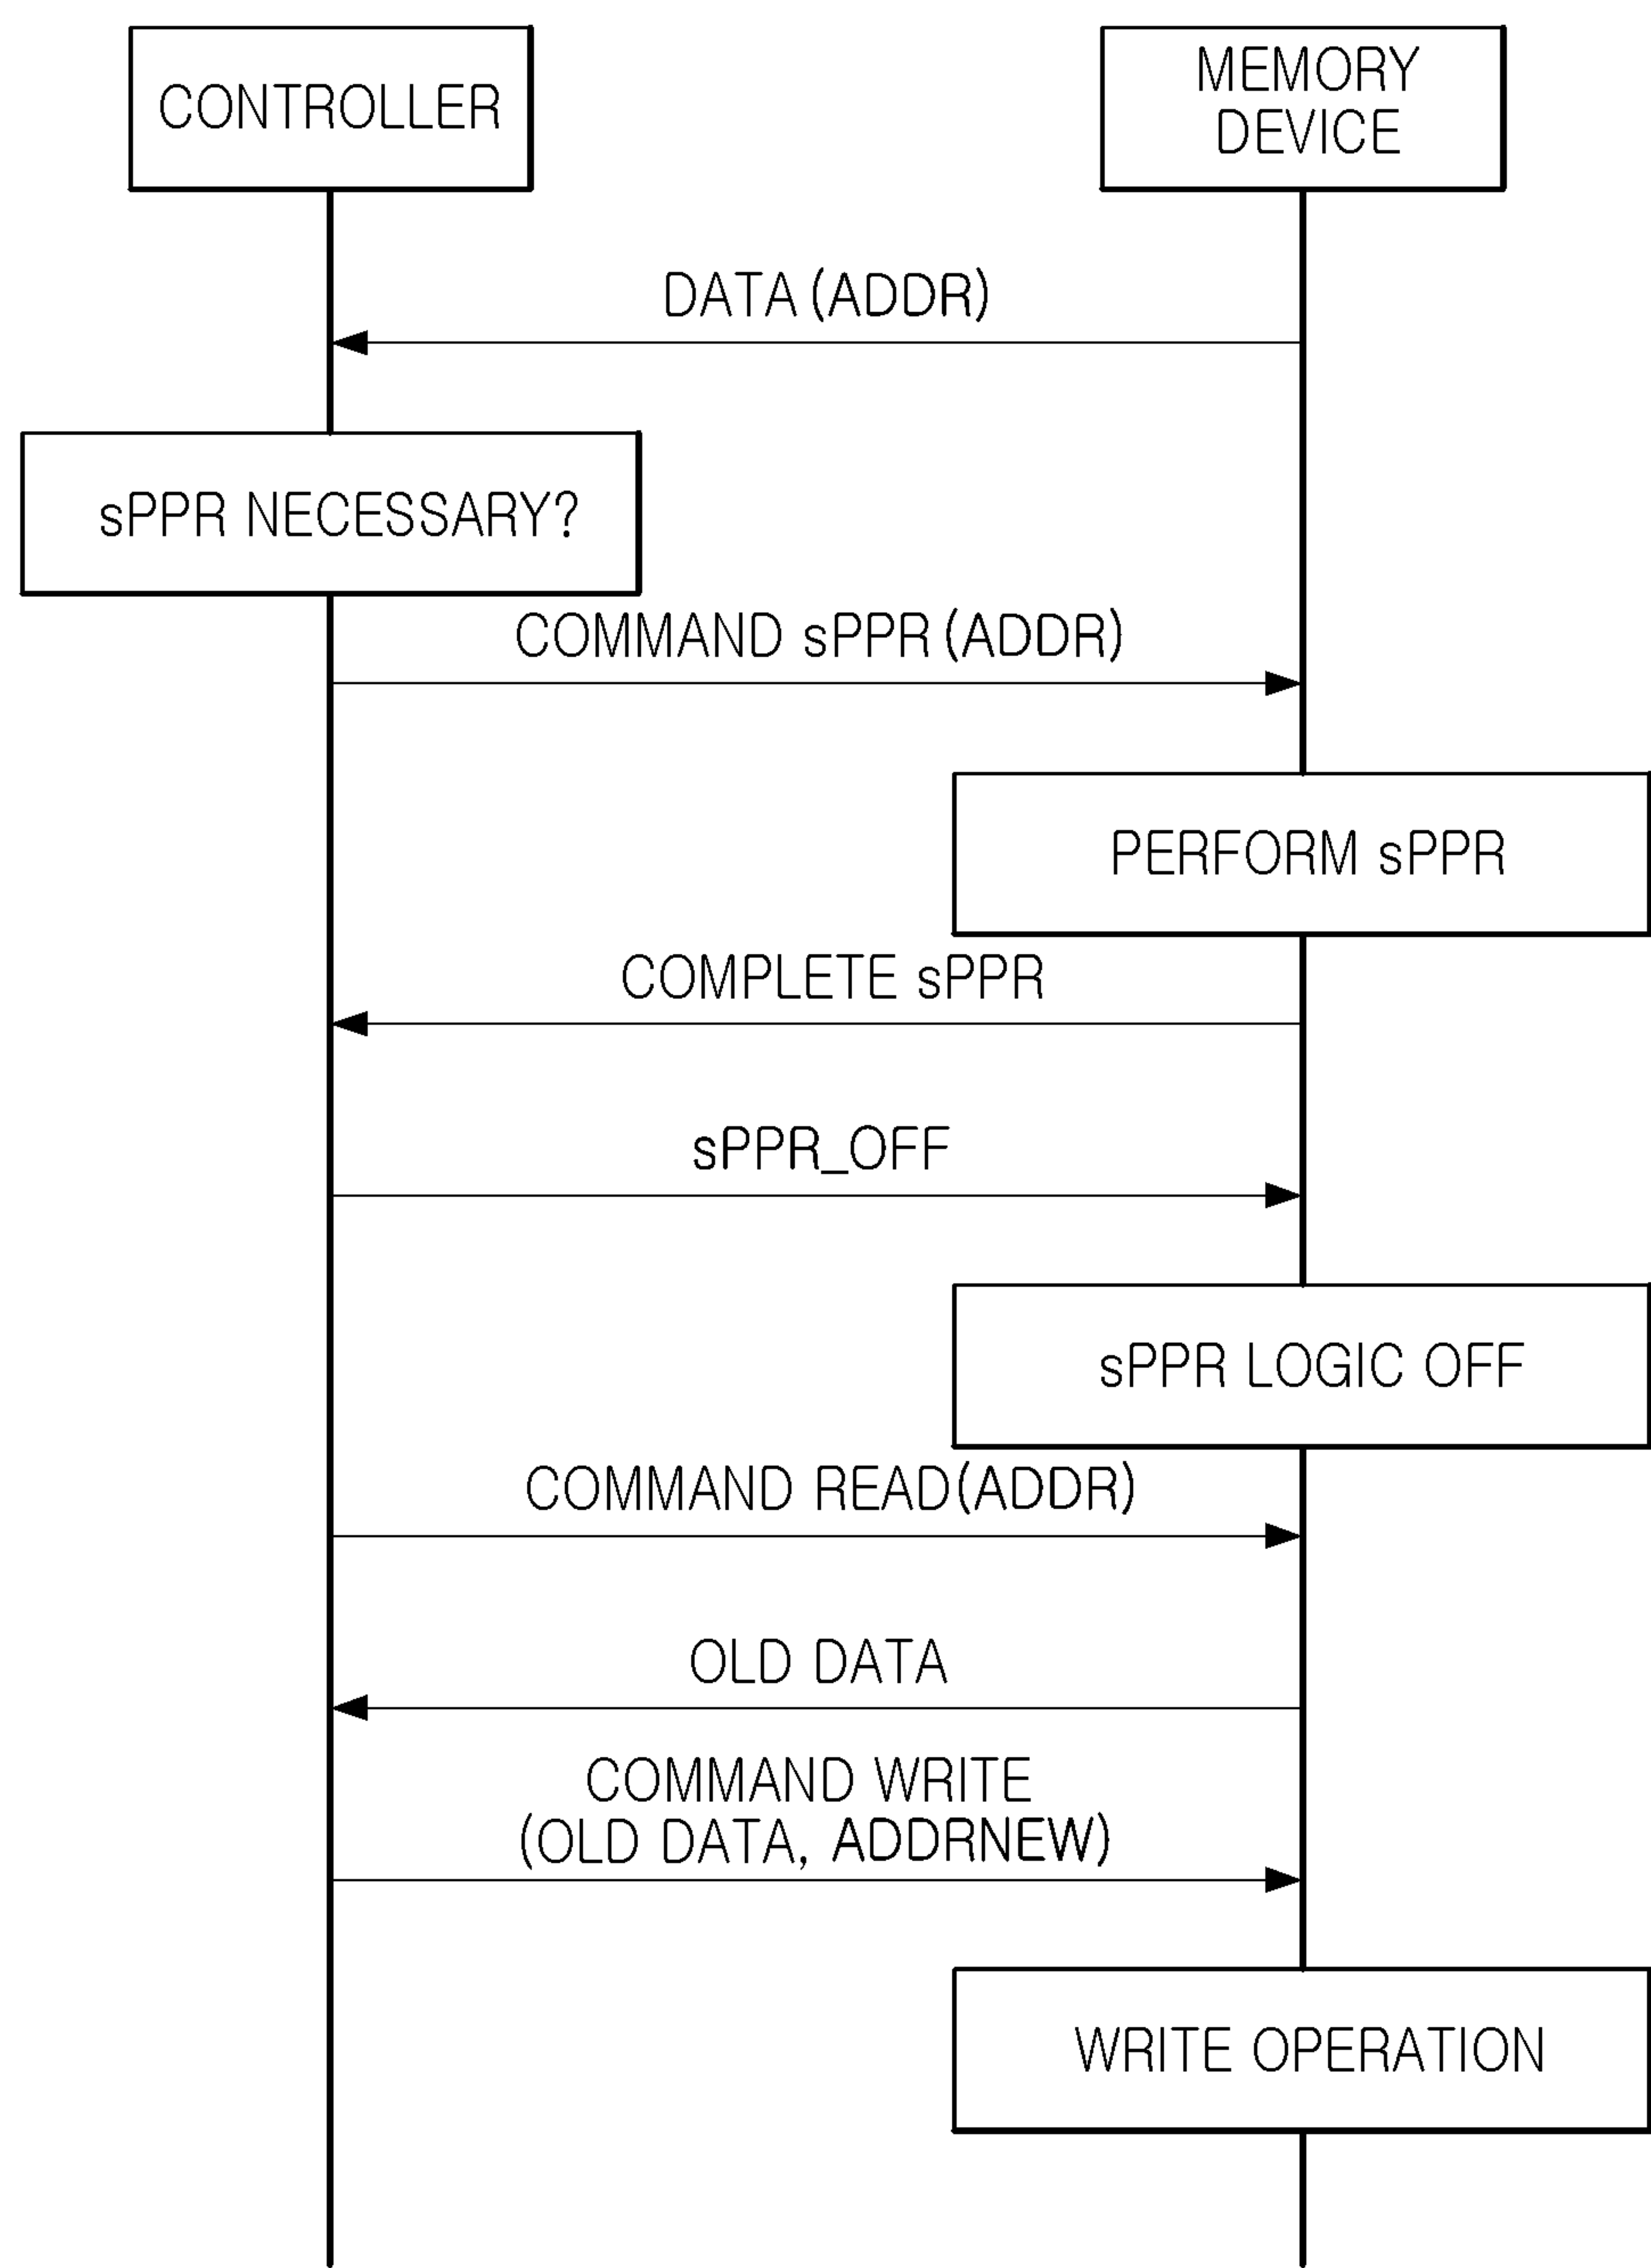 CONTROLLER
MEMORY
DEVICE
DATA (ADDR)
sPPR NECESSARY?
COMMAND sPPR (ADDR)
PERFORM sPPR
COMPLETE sPPR
sPPR_OFF
sPPR LOGIC OFF
COMMAND READ(ADDR)
OLD DATA
COMMAND WRITE
(OLD DATA, ADDRNEW)
WRITE OPERATION